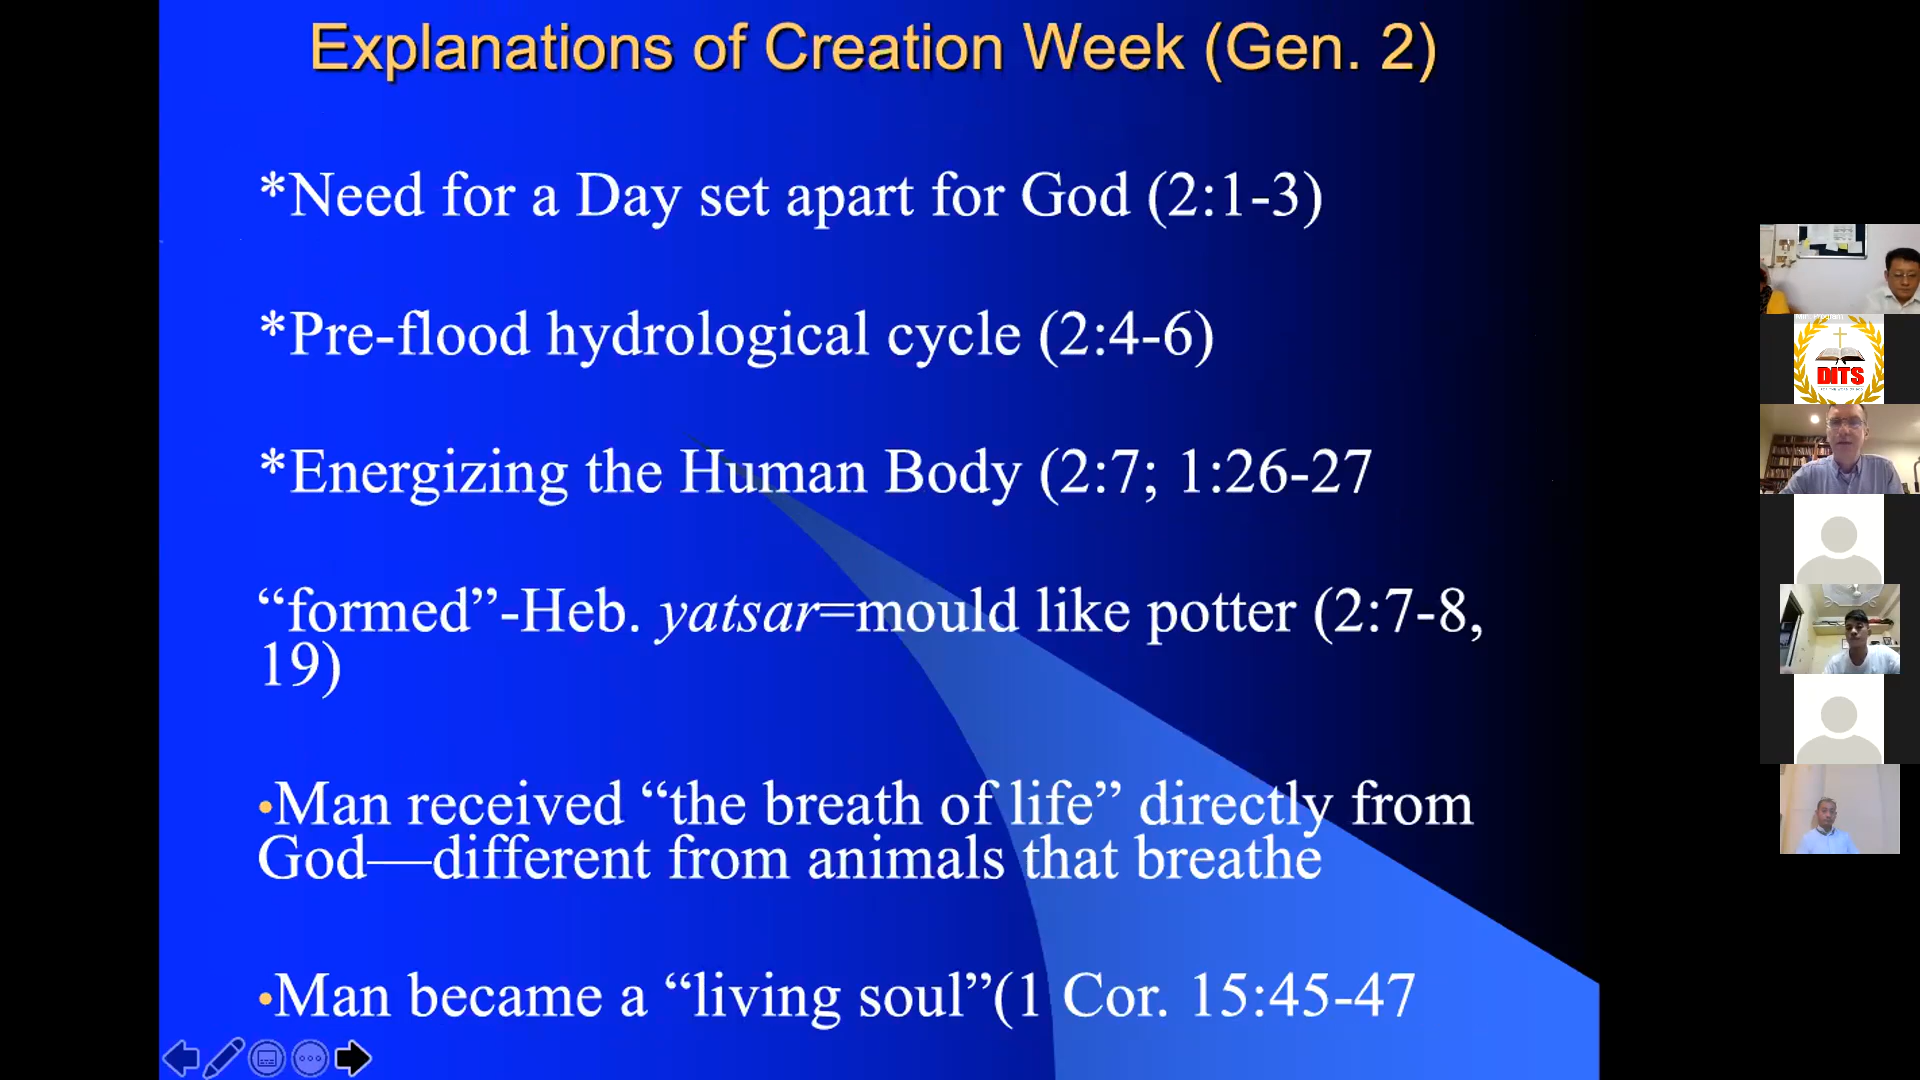 Explanations of Creation Week (Gen. 2)
*Need for a Day set apart for God (2:1-3)
*Pre-flood hydrological cycle (2:4-6)
*Energizing the Human Body (2:7; 1:26-27
“formed”-Heb. yatsar=mould like potter (2:7-8,
19)
•Man received “the breath of life” directly from
God—different from animals that breathe
•Man became a “living soul”(1 Cor. 15:45-47
DITS